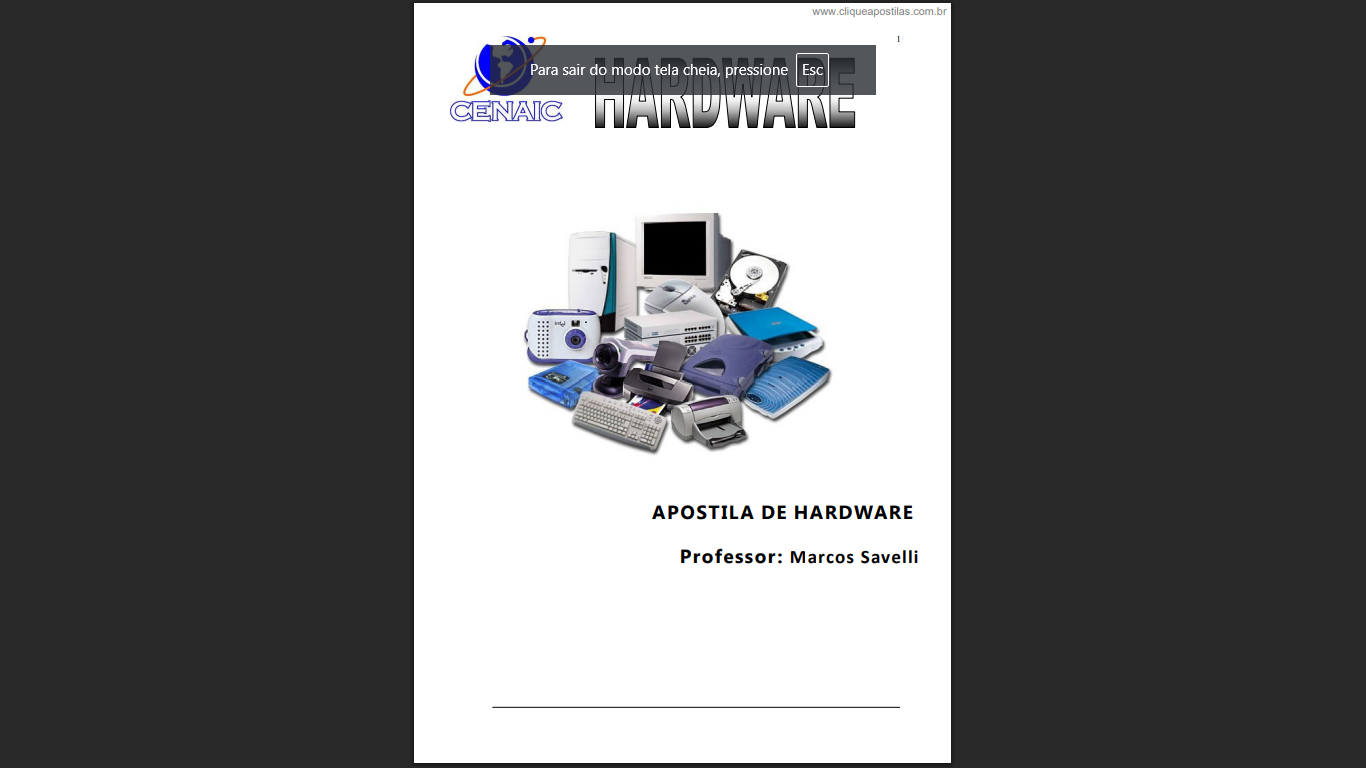 www.cliqueapostilas.com.br
1
Para sair do modo tela cheia, pressione Esc
CENAIC
HARDWARE
intel
APOSTILA DE HARDWARE
Professor: Marcos Savelli